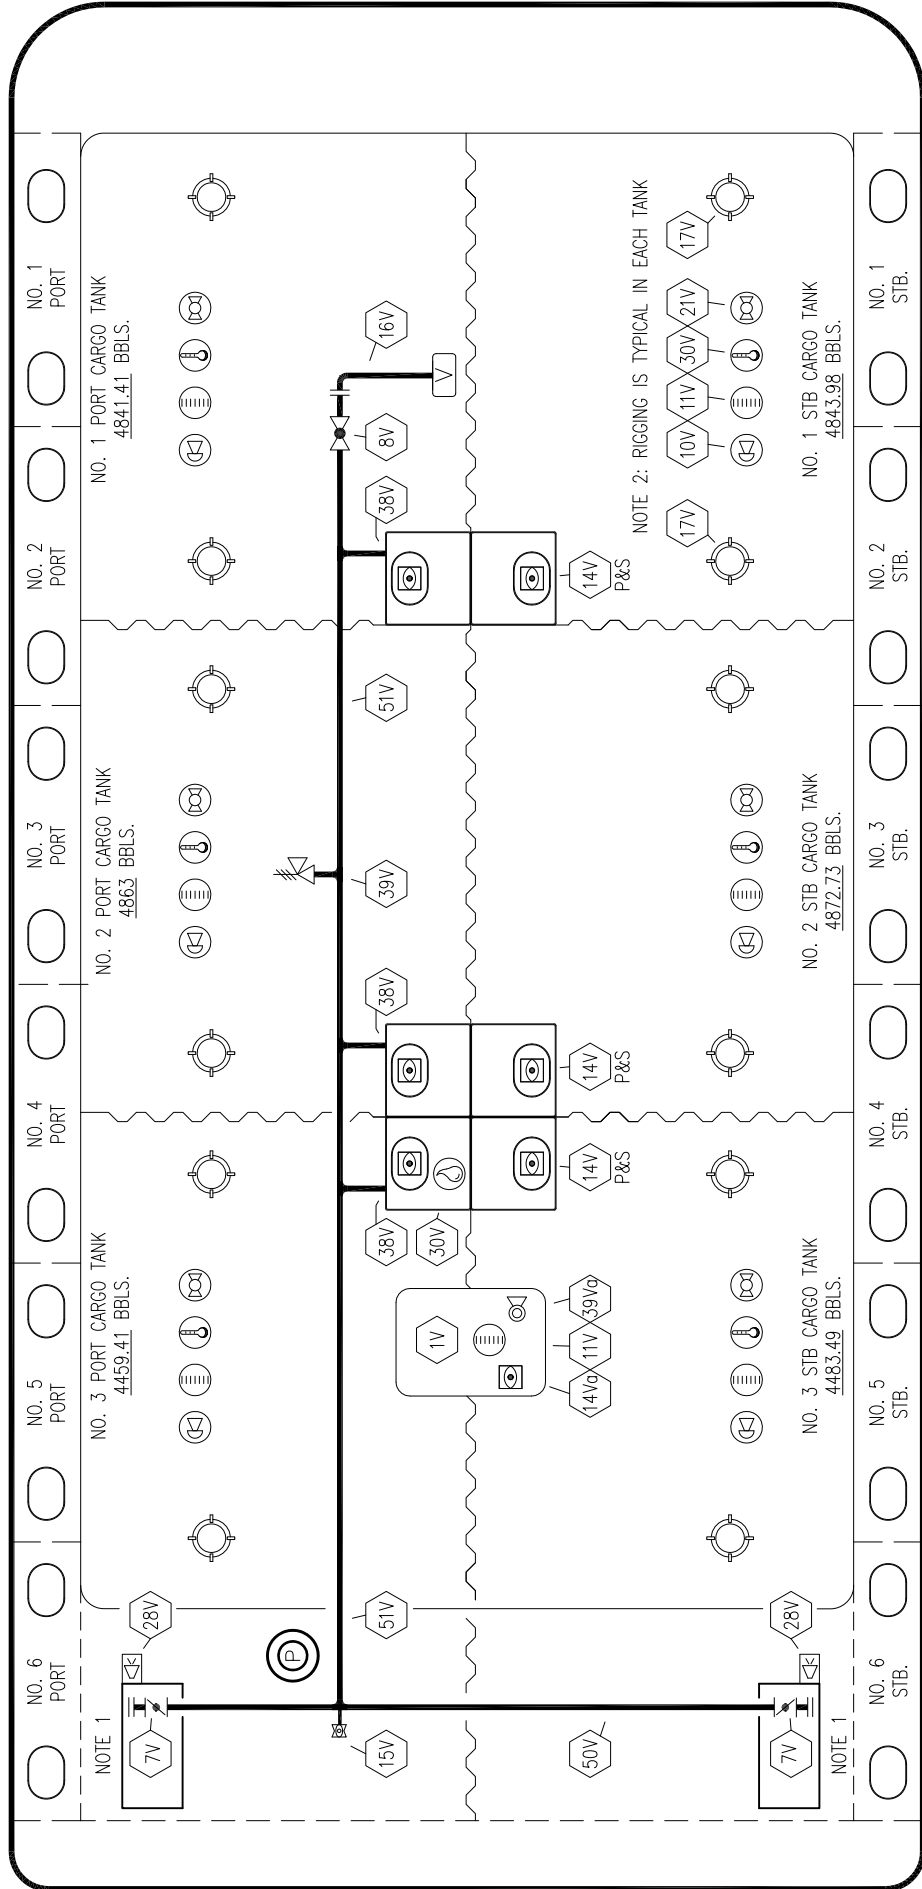 NO. 1
PORT
NO. 2
PORT
NO. 3
PORT
NO. 4
PORT
NO. 5
PORT
NO. 6
PORT
NO. 1 PORT CARGO TANK
4841.41 BBLS.
NO. 2 PORT CARGO TANK
4863 BBLS.
NO. 3 PORT CARGO TANK
4459.41 BBLS.
NOTE 1
28V
7V
P
16V
V
8V
38V
51V
39V
38V
38V
30V
51V
15V
1V
14Va
11V
39Va
14V
P&S
14V
P&S
14V
P&S
50V
NOTE 2: RIGGING IS TYPICAL IN EACH TANK
17V
10V
11V
30V
21V
17V
28V
7V
NOTE 1
NO. 1 STB CARGO TANK
4843.98 BBLS.
NO. 2 STB CARGO TANK
4872.73 BBLS.
NO. 3 STB CARGO TANK
4483.49 BBLS.
NO. 1
STB.
NO. 2
STB.
NO. 3
STB.
NO. 4
STB.
NO. 5
STB.
NO. 6
STB.